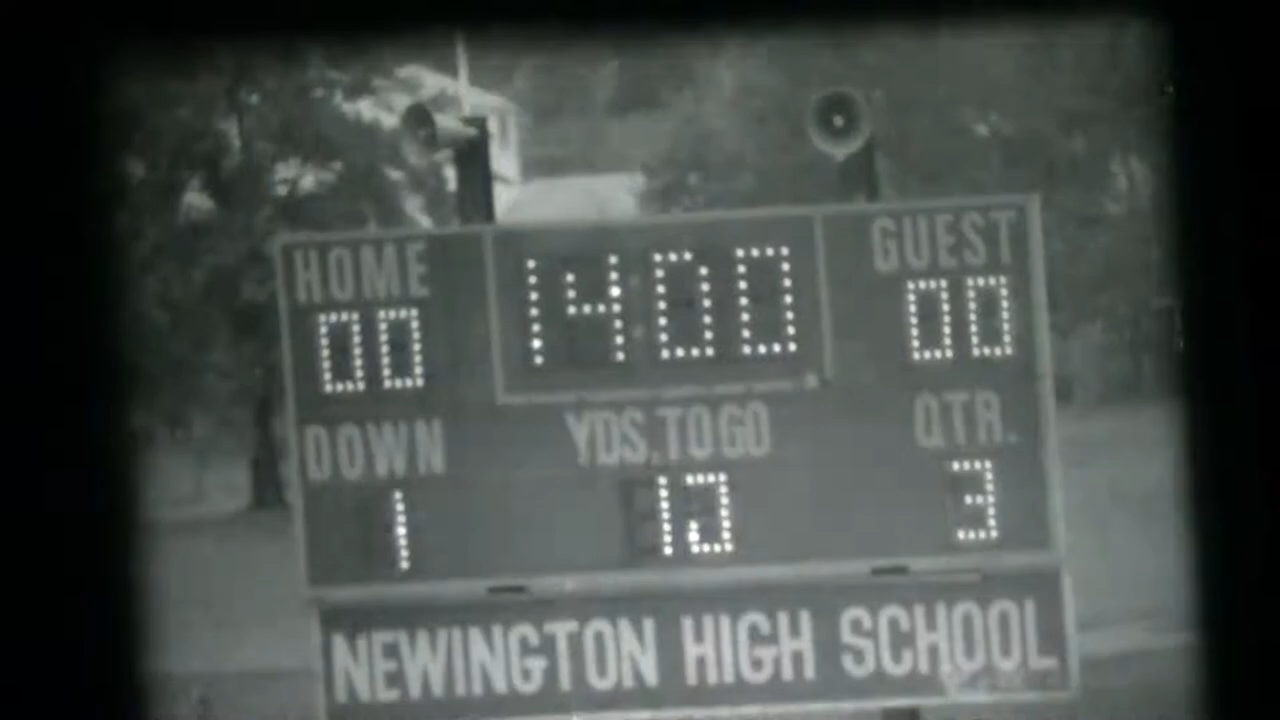 HOME 1400 GUEST
00 00
DOWN YDS.TO GO QTR.
1 10 3
NEWINGTON HIGH SCHOOL